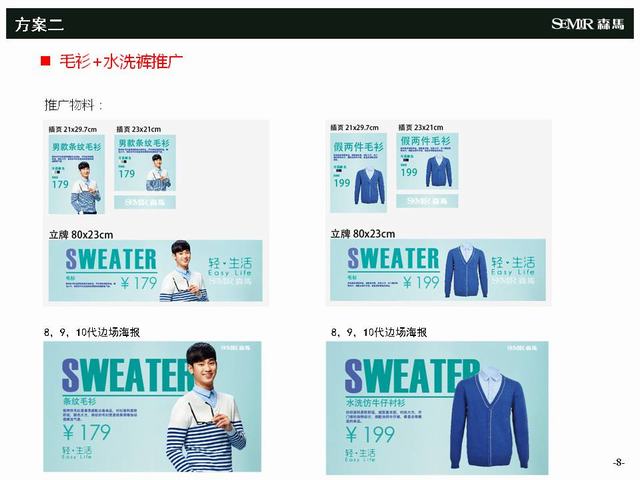 方案二
SEMIR 森馬
毛衫+水洗裤推广
推广物料：
插页 21x29.7cm
插页 23x21cm
男款条纹毛衫
179
男款条纹毛衫
179
SEMIR 森馬
立牌 80x23cm
SWEATER
毛衫
¥ 179
轻·生活
Easy Life
SEMIR 森馬
插页 21x29.7cm
插页 23x21cm
假两件毛衫
199
假两件毛衫
199
SEMIR 森馬
立牌 80x23cm
SWEATER
毛衫
¥ 199
轻·生活
Easy Life
SEMIR 森馬
8、9、10代边场海报
SWEATER
SEMIR 森馬
条纹毛衫
¥ 179
轻·生活
Easy Life
8、9、10代边场海报
SWEATER
SEMIR 森馬
水洗仿牛仔衬衫
¥ 199
轻·生活
Easy Life
-8-